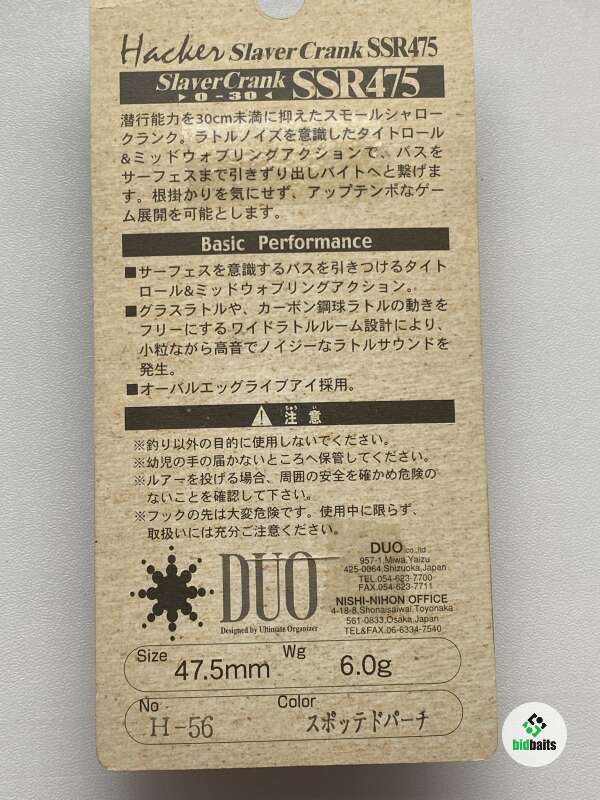 Hacker Slaver Crank SSR475
Slaver Crank SSR475
▶0-30◀
潜行能力を30cm未満に抑えたスモールシャロー
クランク。ラトルノイズを意識したタイトロール
&ミッドウォブリングアクションで、バスを
サーフェスまで引きずり出しバイトへと繋げま
す。根掛かりを気にせず、アップテンポなゲー
ム展開を可能とします。
Basic Performance
■サーフェスを意識するバスを引きつけるタイト
ロール&ミッドウォブリングアクション。
■グラスラトルや、カーボン鋼球ラトルの動きを
フリーにするワイドラトルルーム設計により、
小粒ながら高音でノイジーなラトルサウンドを
発生。
■オーバルエッグライブアイ採用。
ちゅう い
注意
※釣り以外の目的に使用しないでください。
※幼児の手の届かないところへ保管してください。
※ルアーを投げる場合、周囲の安全を確かめ危険の
ないことを確認して下さい。
※フックの先は大変危険です。使用中に限らず、
取扱いには充分ご注意ください。
DUO
Designed by Ultimate Organizer
DUO co.,ltd
957-1,Miwa,Yaizu
425-0064,Shizuoka,Japan
TEL.054-623-7700
FAX.054-623-7711
NISHI-NIHON OFFICE
4-18-8,Shonaisaiwai,Toyonaka
561-0833,Osaka,Japan
TEL&FAX.06-6334-7540
Size 47.5mm Wg 6.0g
No H-56 Color スポッテドパーチ
bidbaits